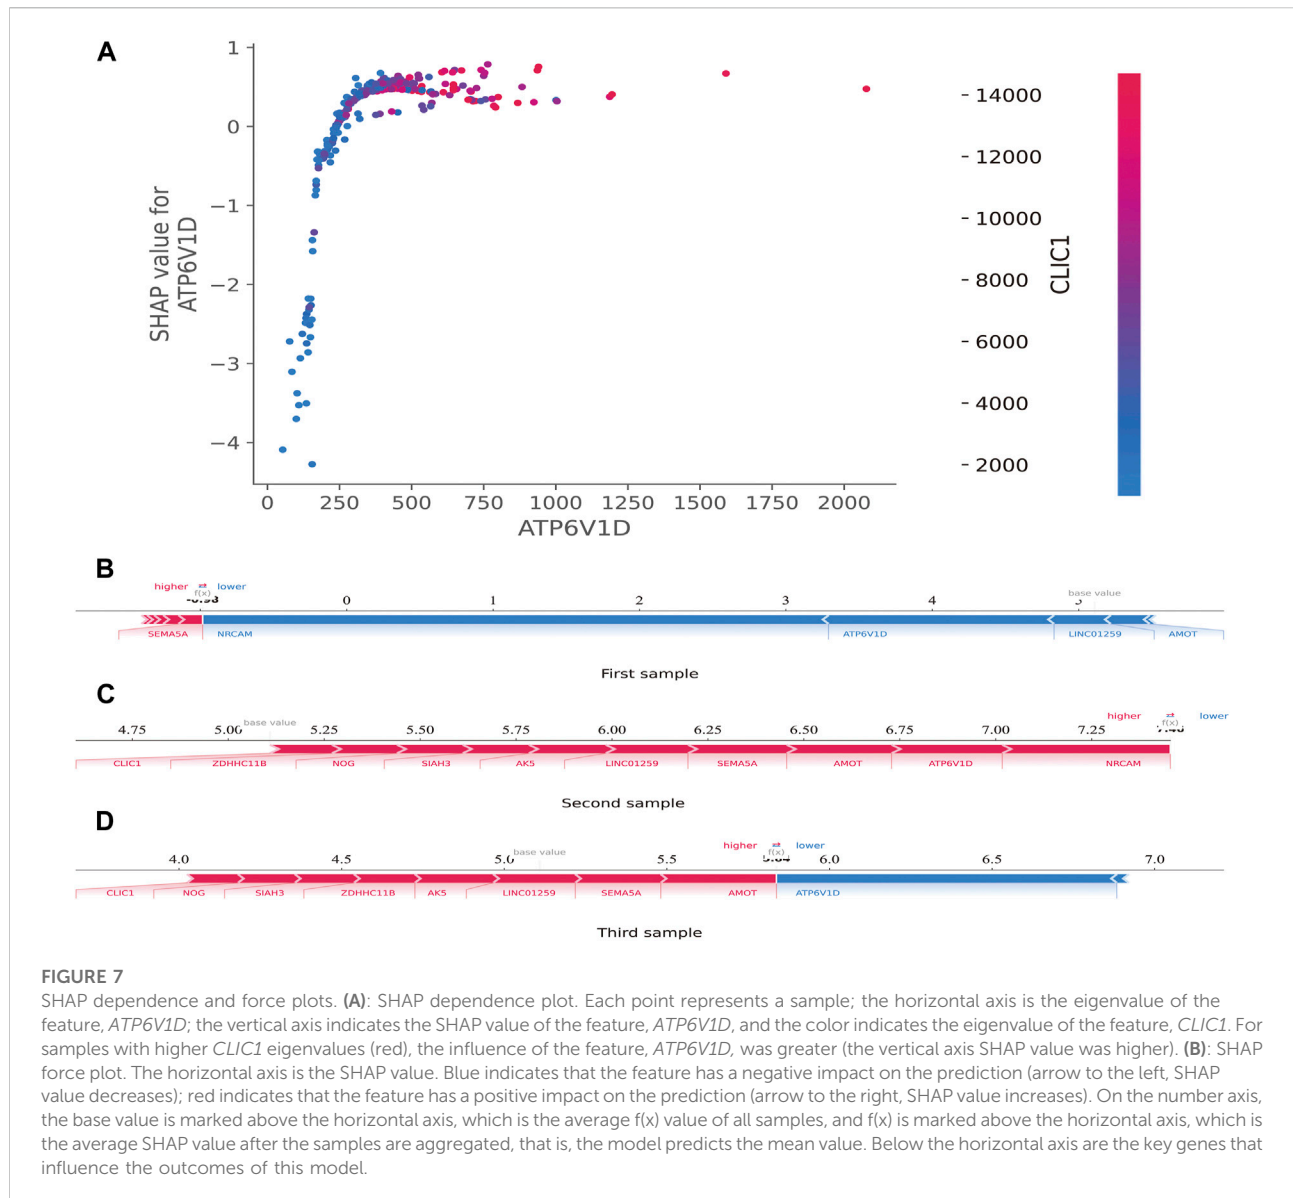 A
1
0
−1
−2
−3
−4
SHAP value for
ATP6V1D
0 250 500 750 1000 1250 1500 1750 2000
ATP6V1D
14000
12000
10000
8000
6000
4000
2000
CLIC1
B
higher f(x) lower
base value
0 1 2 3 4
SEMA5A NRCAM ATP6V1D LINC01259 AMOT
First sample
C
higher f(x) lower
base value
4.75 5.00 5.25 5.50 5.75 6.00 6.25 6.50 6.75 7.00 7.25
CLIC1 ZDHHC11B NOG SIAH3 AK5 LINC01259 SEMA5A AMOT ATP6V1D NRCAM
Second sample
D
higher f(x) lower
base value
4.0 4.5 5.0 5.5 6.0 6.5 7.0
CLIC1 NOG SIAH3 ZDHHC11B AK5 LINC01259 SEMA5A AMOT ATP6V1D
Third sample
FIGURE 7
SHAP dependence and force plots. (A): SHAP dependence plot. Each point represents a sample; the horizontal axis is the eigenvalue of the
feature, ATP6V1D; the vertical axis indicates the SHAP value of the feature, ATP6V1D, and the color indicates the eigenvalue of the feature, CLIC1. For
samples with higher CLIC1 eigenvalues (red), the influence of the feature, ATP6V1D, was greater (the vertical axis SHAP value was higher). (B): SHAP
force plot. The horizontal axis is the SHAP value. Blue indicates that the feature has a negative impact on the prediction (arrow to the left, SHAP
value decreases); red indicates that the feature has a positive impact on the prediction (arrow to the right, SHAP value increases). On the number axis,
the base value is marked above the horizontal axis, which is the average f(x) value of all samples, and f(x) is marked above the horizontal axis, which is
the average SHAP value after the samples are aggregated, that is, the model predicts the mean value. Below the horizontal axis are the key genes that
influence the outcomes of this model.